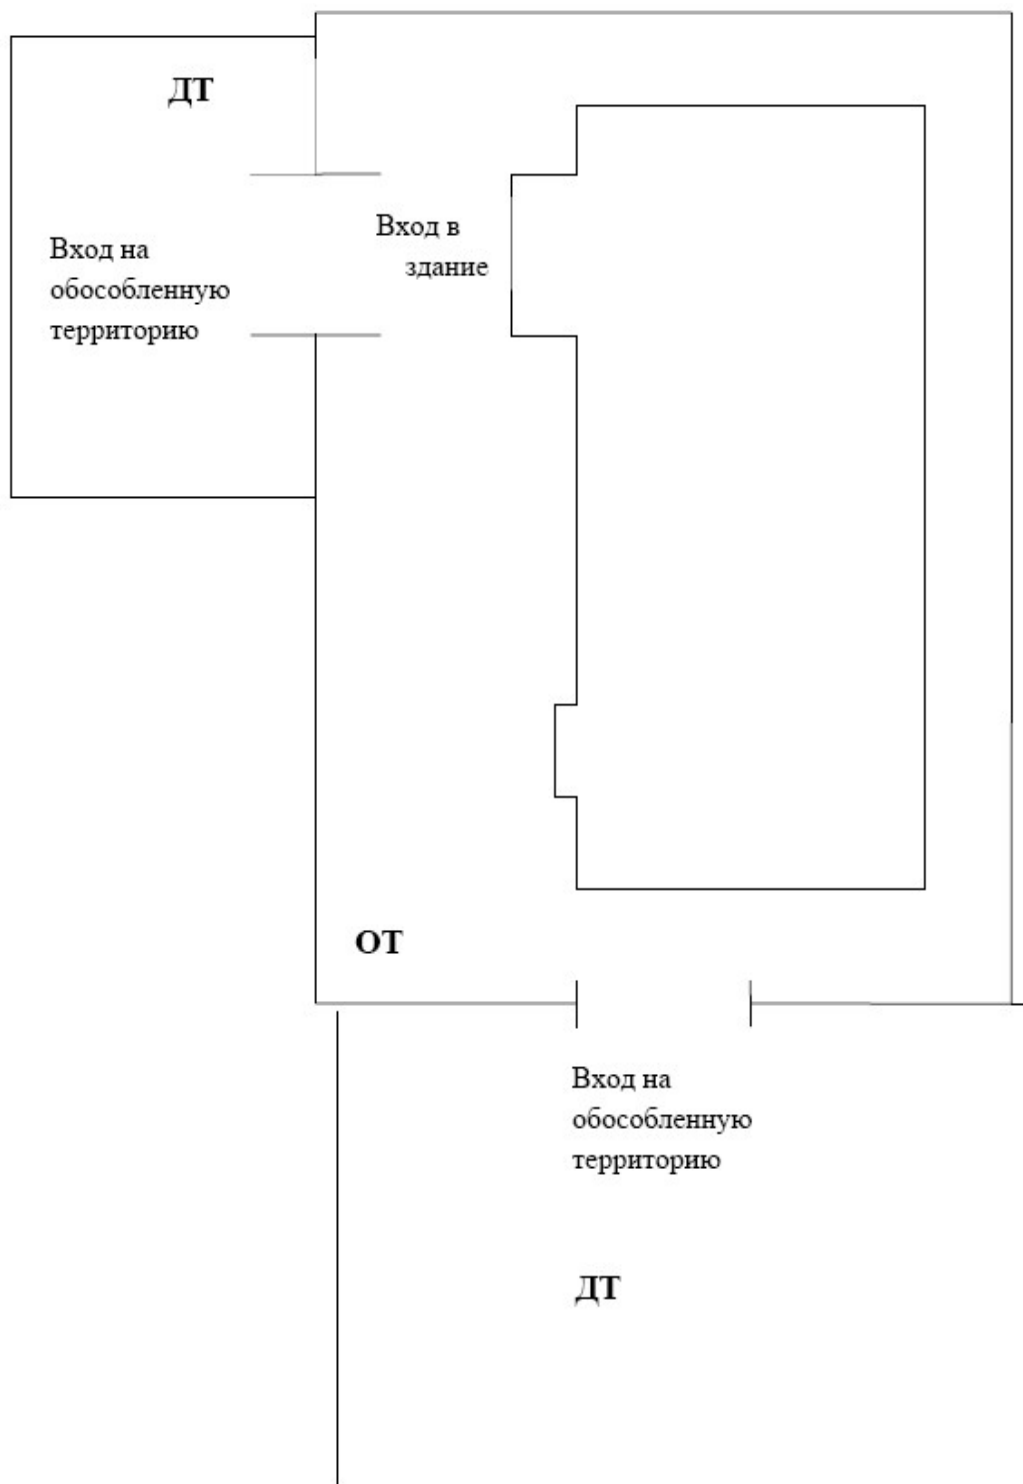 ДТ
Вход на
обособленную
территорию
Вход в
здание
ОТ
Вход на
обособленную
территорию
ДТ